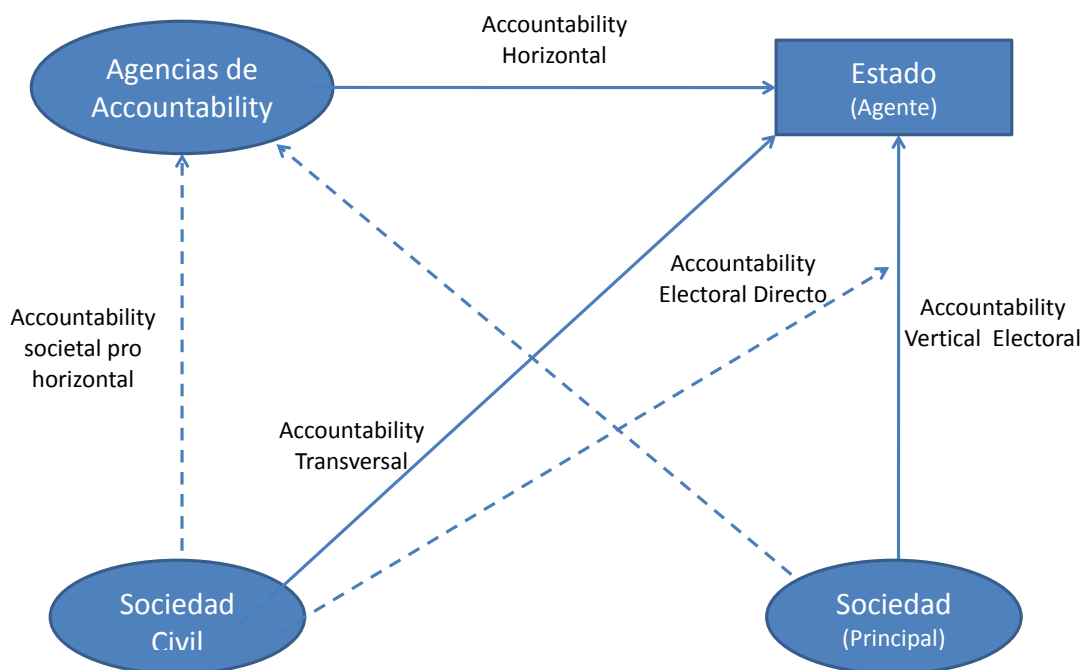 Accountability
Horizontal
Agencias de
Accountability
Estado
(Agente)
Accountability
Electoral Directo
Accountability
Vertical Electoral
Accountability
societal pro
horizontal
Accountability
Transversal
Sociedad
Civil
Sociedad
(Principal)